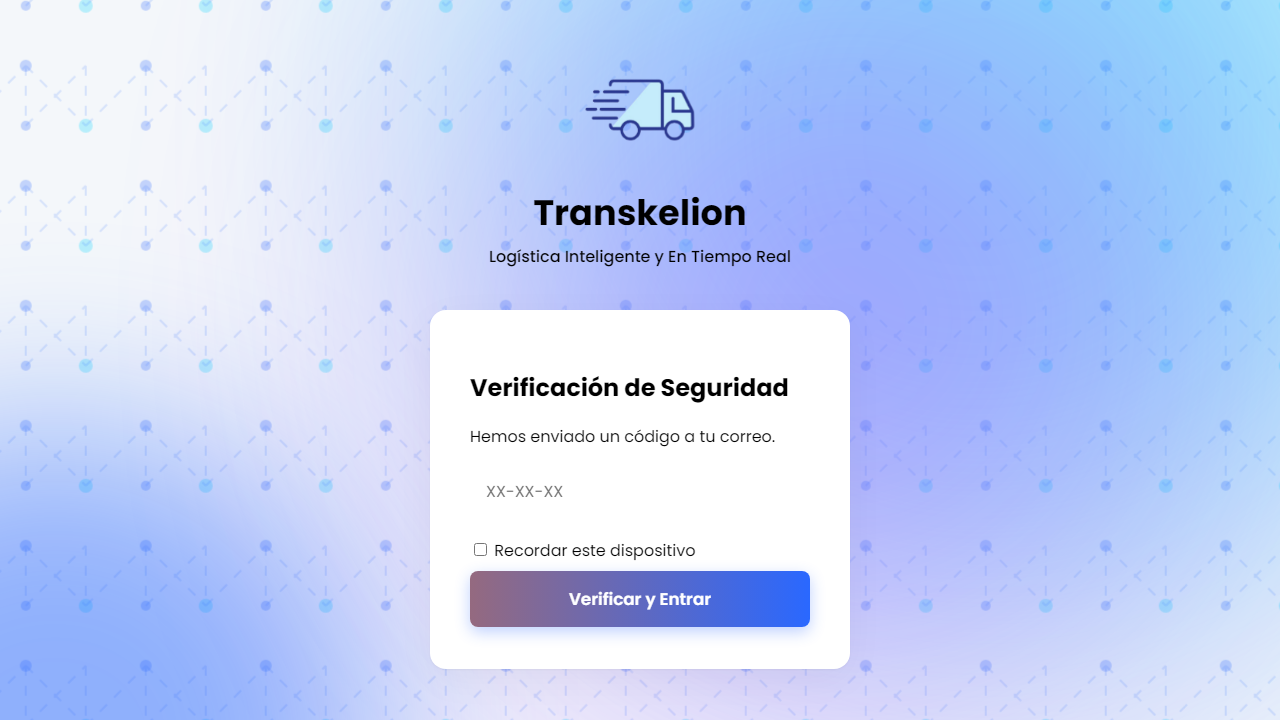 Transkelion
Logística Inteligente y En Tiempo Real
Verificación de Seguridad
Hemos enviado un código a tu correo.
XX-XX-XX
Recordar este dispositivo
Verificar y Entrar